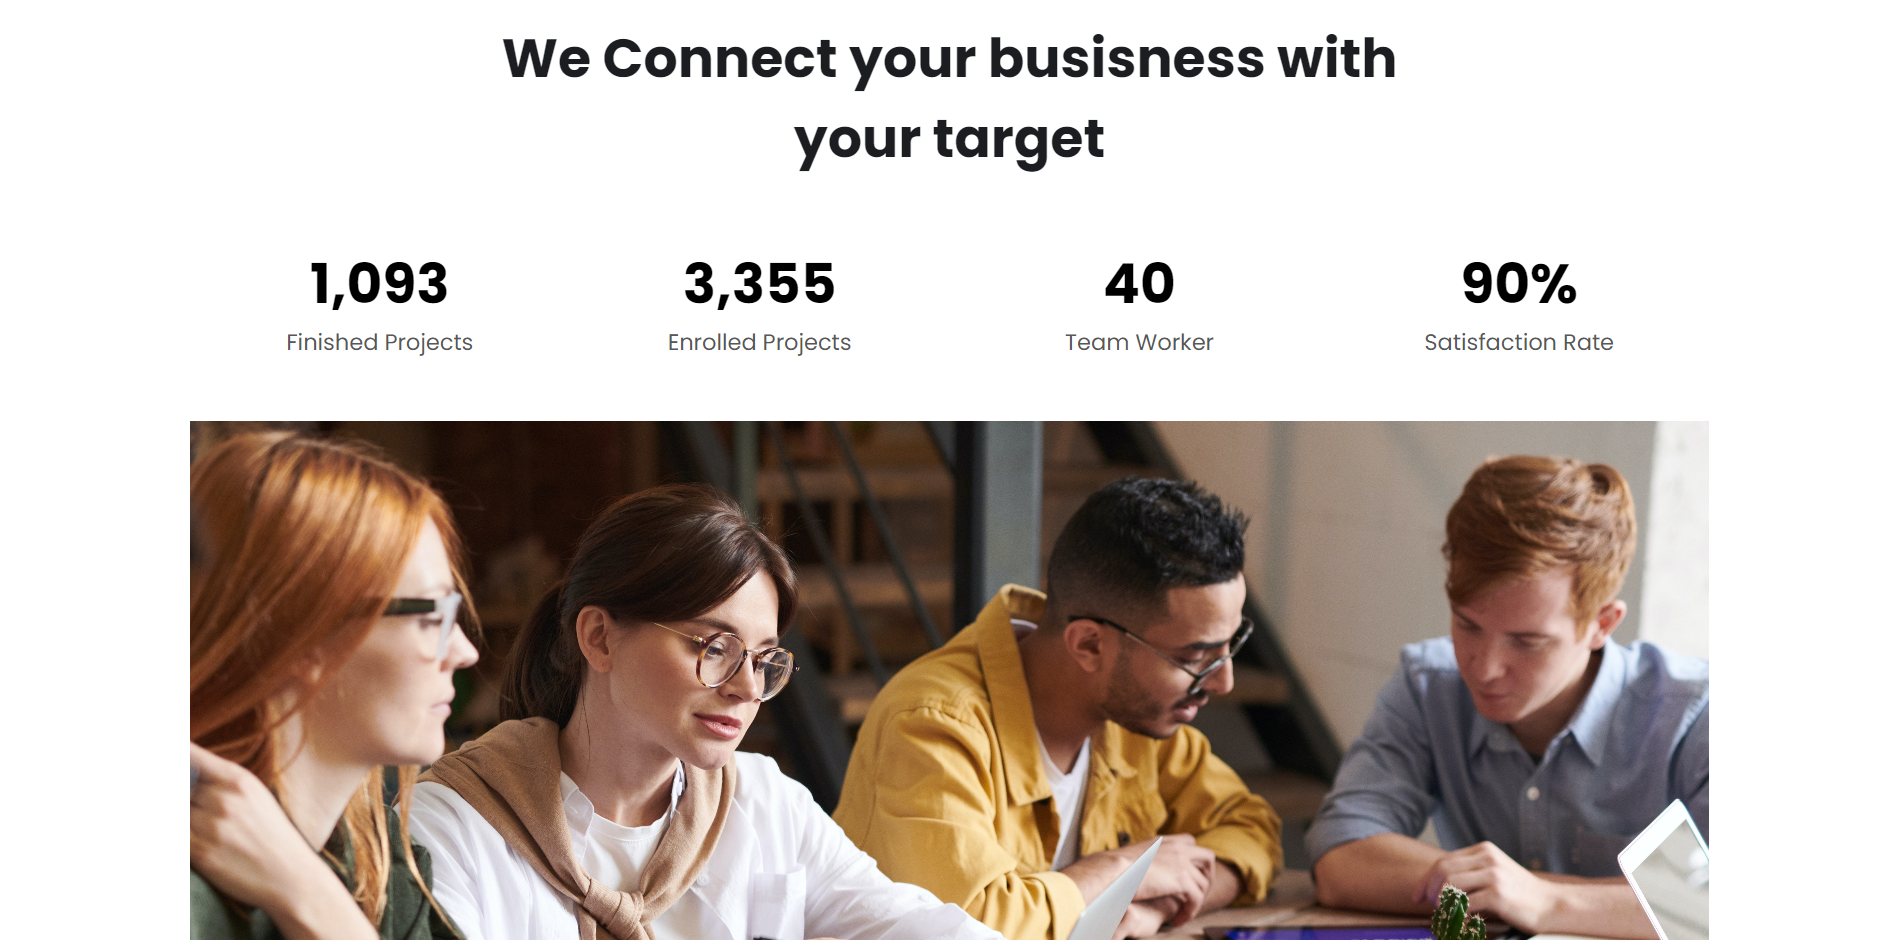 We Connect your busisness with
your target
1,093 3,355 40 90%
Finished Projects Enrolled Projects Team Worker Satisfaction Rate